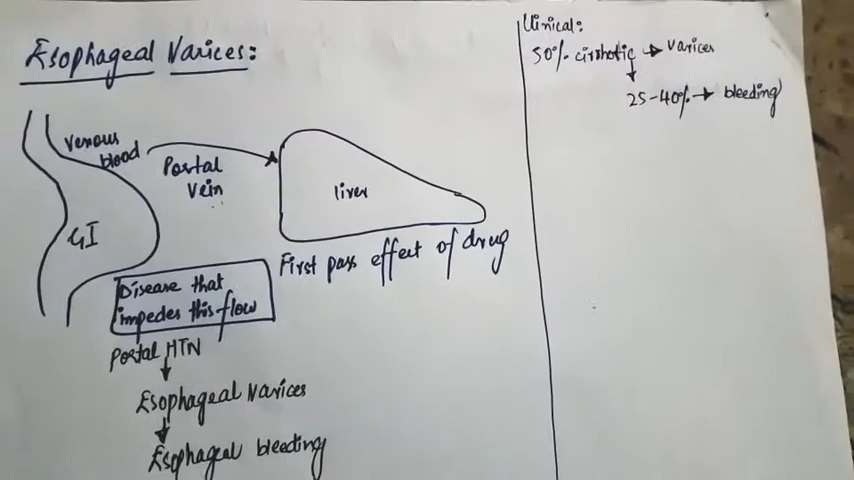 Esophageal Varices:
Venous
blood
Portal
vein
GI
liver
First pass effect of drug
Disease that
impedes this flow
Portal HTN
Esophageal Varices
Esophageal bleeding
Clinical:
50% cirrhotic → varices
25-40% → bleeding